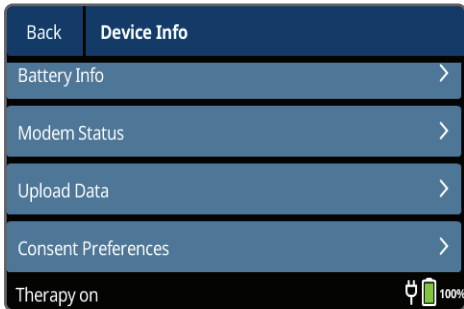 Back Device Info
Battery Info
Modem Status
Upload Data
Consent Preferences
Therapy on 100%